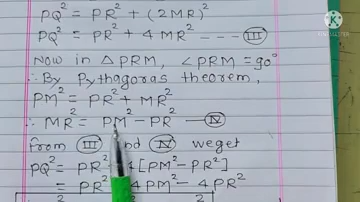 PQ² = PR² + (2MR)²
PQ² = PR² + 4MR² --- III
Now in △ PRM, ∠PRM = 90°
∴ By Pythagoras theorem,
PM² = PR² + MR²
∴ MR² = PM² - PR² — IV
from III and IV we get
PQ² = PR² 4[PM² - PR²]
= PR² 4PM² - 4PR²